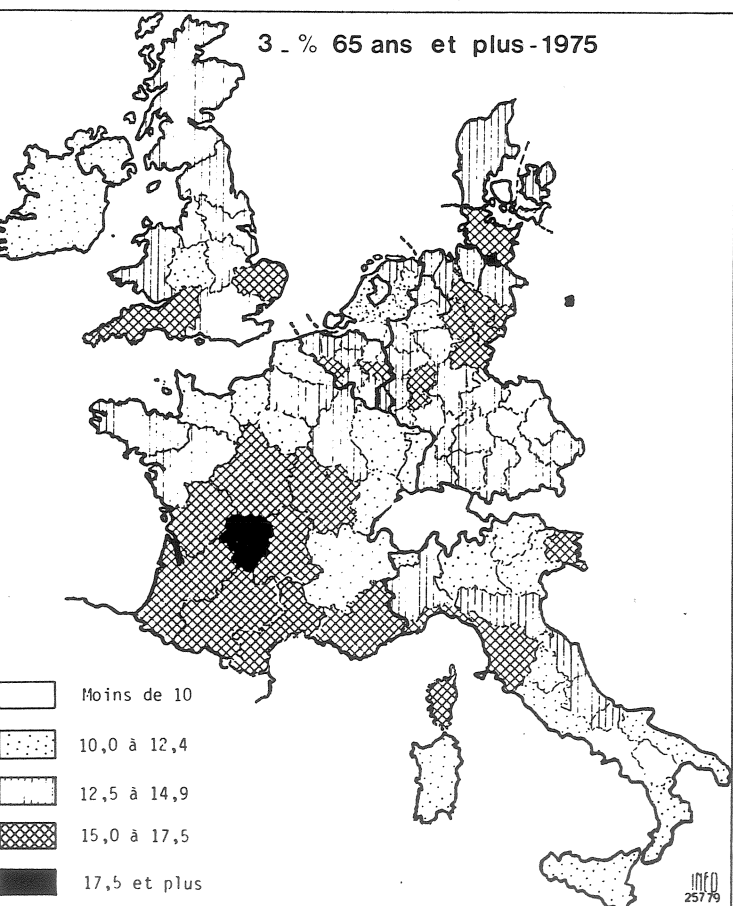 3 - % 65 ans et plus - 1975
Moins de 10
10,0 à 12,4
12,5 à 14,9
15,0 à 17,5
17,5 et plus
INED
25779